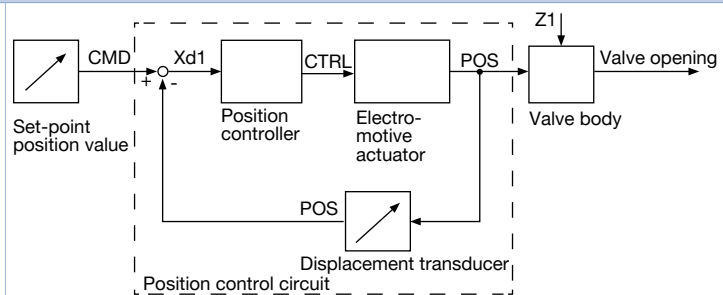 Z1
CMD
Xd1
CTRL
POS
Valve opening
+
-
Set-point
position value
Position
controller
Electro-
motive
actuator
Valve body
POS
Displacement transducer
Position control circuit